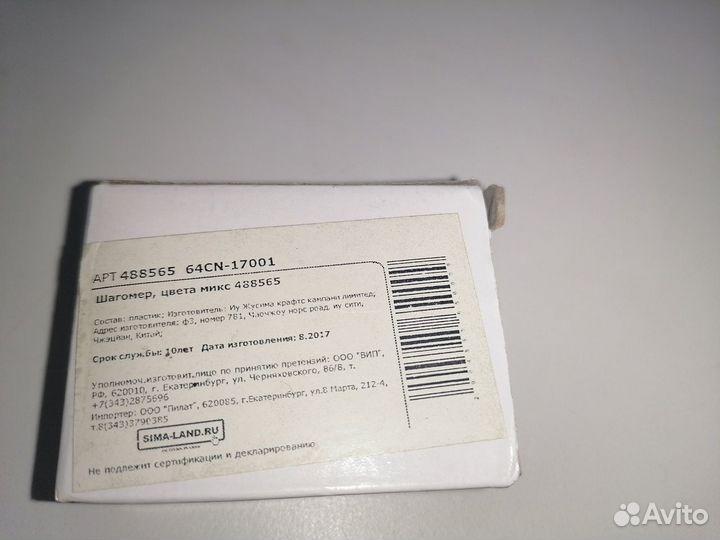 АРТ 488565 64CN-17001
Шагомер, цвета микс 488565
Состав: пластик; Изготовитель: Иу Жусима крафтс кампани лимитед;
Адрес изготовителя: ф3, номер 781, Чаочжоу норс роад, иу сити,
Чжэцзян, Китай;
Срок службы: 10лет Дата изготовления: 8.2017
Уполномоч.изготовит.лицо по принятию претензий: ООО "ВИП",
РФ, 620010, г. Екатеринбург, ул. Черняховского, 86/8, т.
+7(343)2875696
Импортер: ООО "Пилат", 620085, г.Екатеринбург, ул.8 Марта, 212-4,
т.8(343)3790385
SIMA-LAND.RU
Не подлежит сертификации и декларированию
Avito